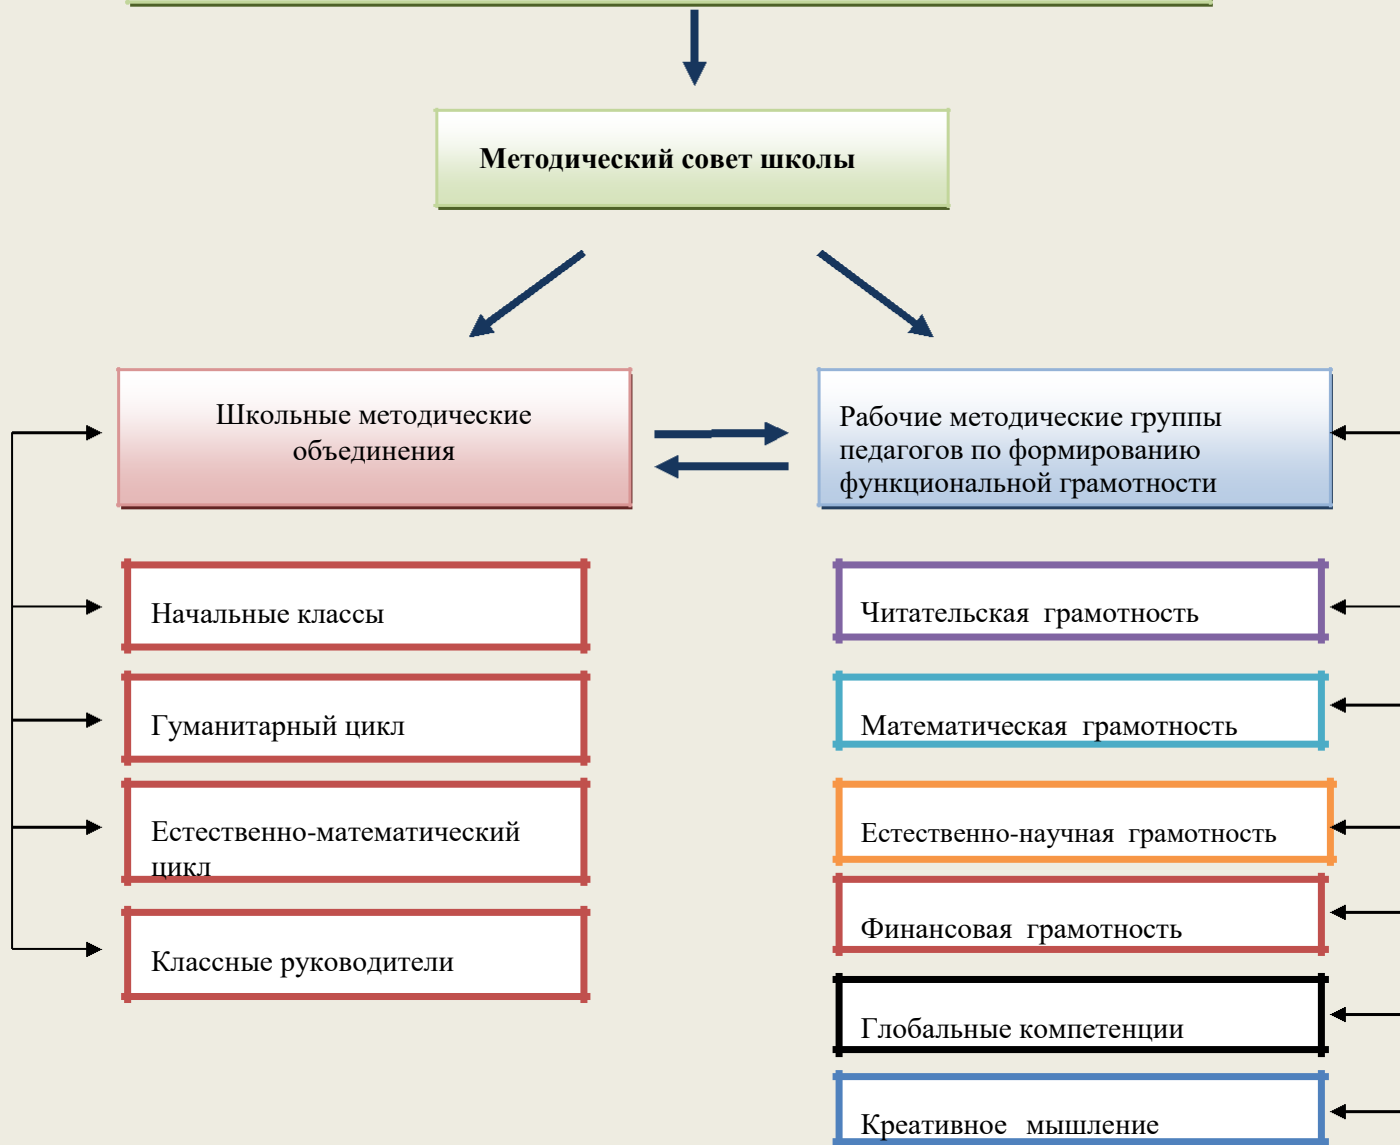 Методический совет школы
Школьные методические
объединения
Рабочие методические группы
педагогов по формированию
функциональной грамотности
Начальные классы
Гуманитарный цикл
Естественно-математический
цикл
Классные руководители
Читательская грамотность
Математическая грамотность
Естественно-научная грамотность
Финансовая грамотность
Глобальные компетенции
Креативное мышление